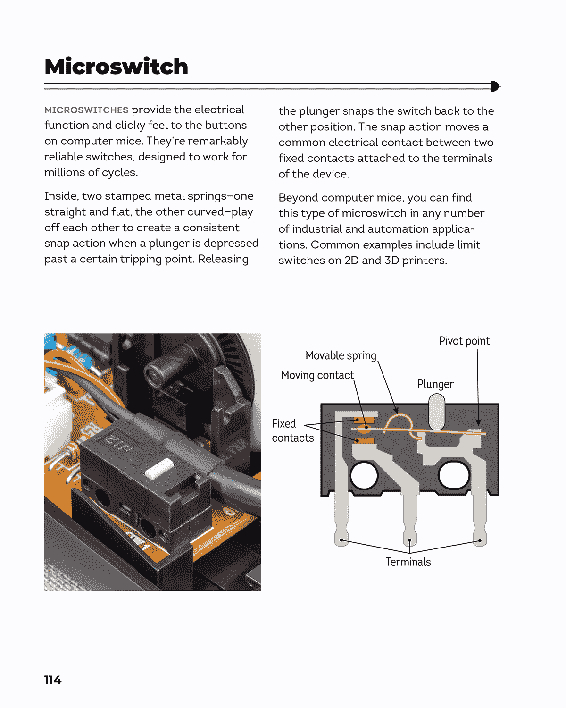 Microswitch
MICROSWITCHES provide the electrical
function and clicky feel to the buttons
on computer mice. They're remarkably
reliable switches, designed to work for
millions of cycles.
Inside, two stamped metal springs—one
straight and flat, the other curved—play
off each other to create a consistent
snap action when a plunger is depressed
past a certain tripping point. Releasing
the plunger snaps the switch back to the
other position. The snap action moves a
common electrical contact between two
fixed contacts attached to the terminals
of the device.
Beyond computer mice, you can find
this type of microswitch in any number
of industrial and automation applica-
tions. Common examples include limit
switches on 2D and 3D printers.
Pivot point
Movable spring
Moving contact
Plunger
Fixed
contacts
Terminals
114